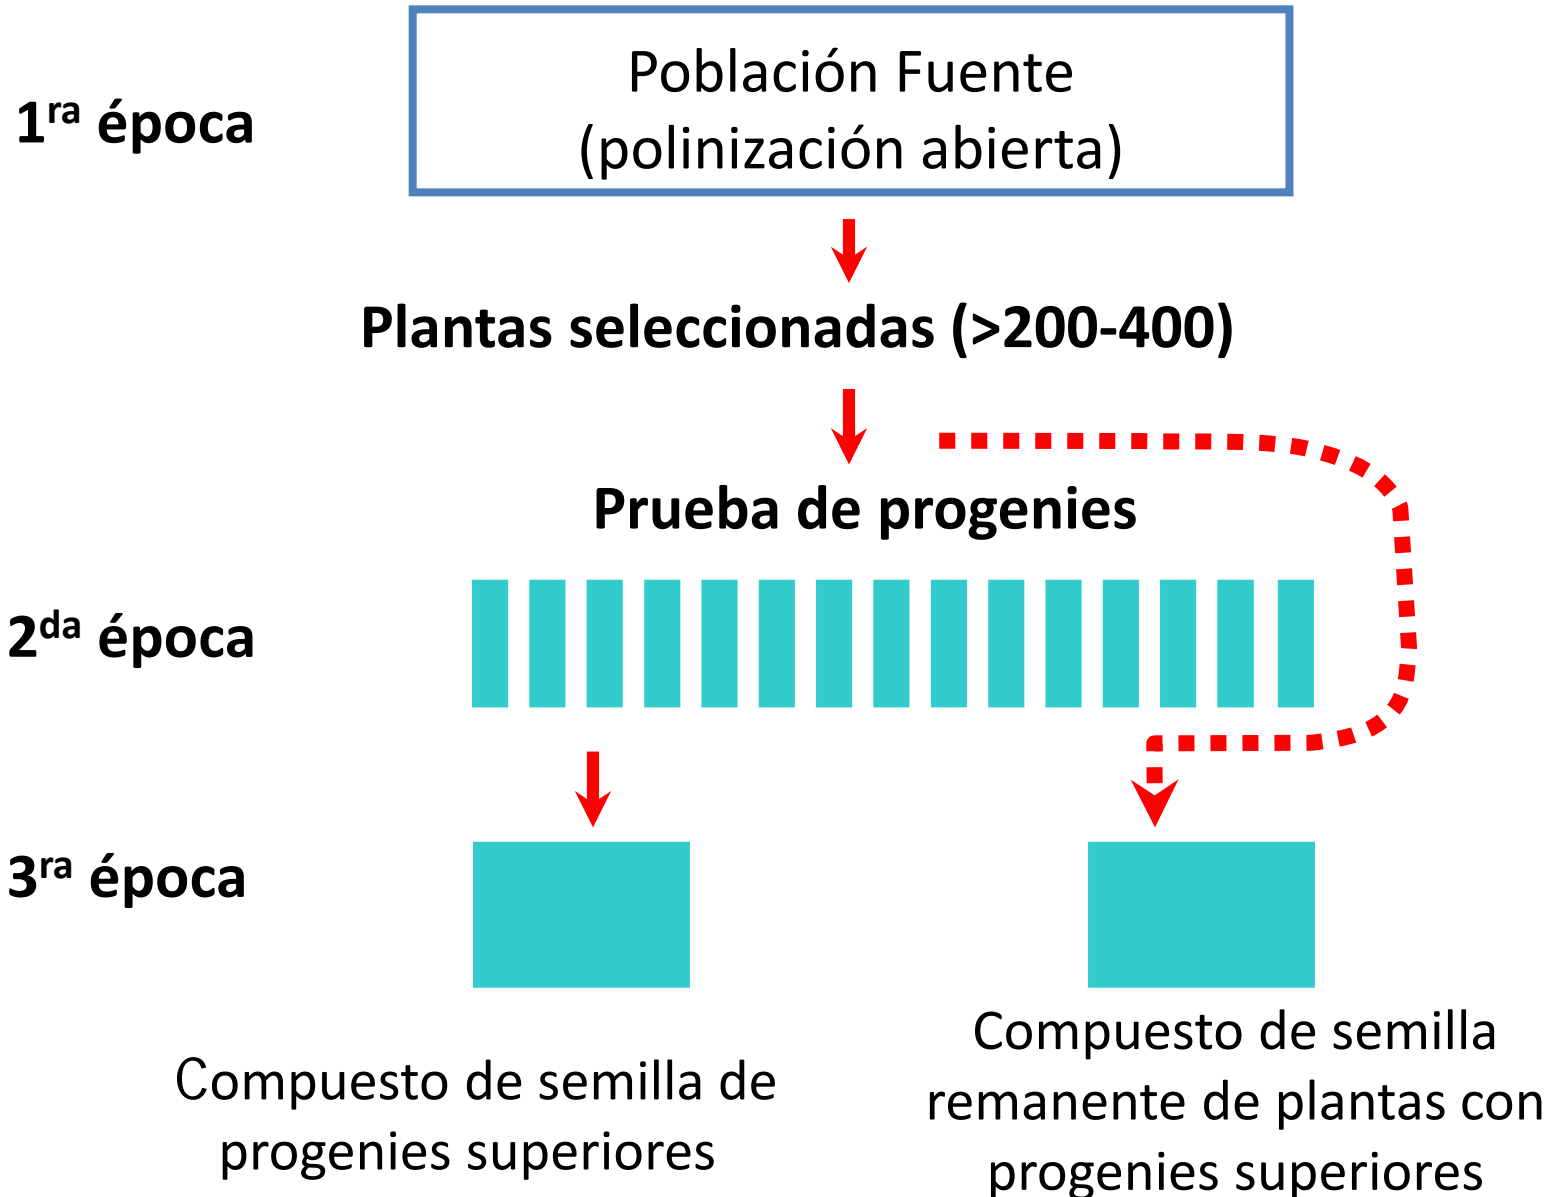 Población Fuente
(polinización abierta)
1ra época
Plantas seleccionadas (>200-400)
Prueba de progenies
2da época
3ra época
Compuesto de semilla de
progenies superiores
Compuesto de semilla
remanente de plantas con
progenies superiores